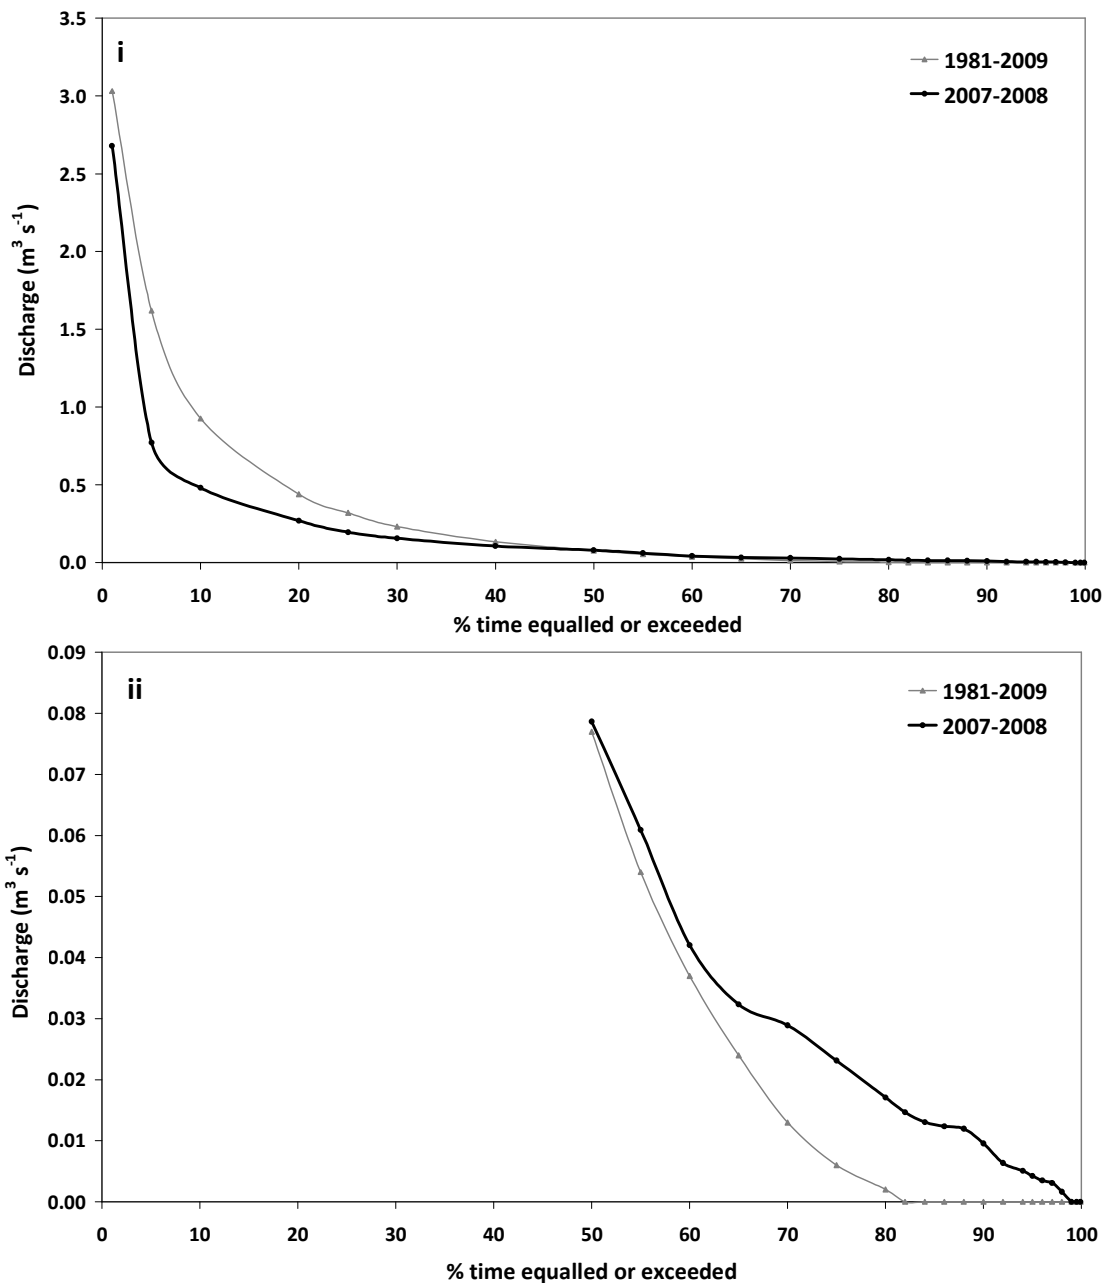 3.5
i
1981-2009
2007-2008
3.0
2.5
2.0
1.5
1.0
0.5
0.0
Discharge (m³ s⁻¹)
0 10 20 30 40 50 60 70 80 90 100
% time equalled or exceeded
0.09
ii
1981-2009
2007-2008
0.08
0.07
0.06
0.05
0.04
0.03
0.02
0.01
0.00
Discharge (m³ s⁻¹)
0 10 20 30 40 50 60 70 80 90 100
% time equalled or exceeded